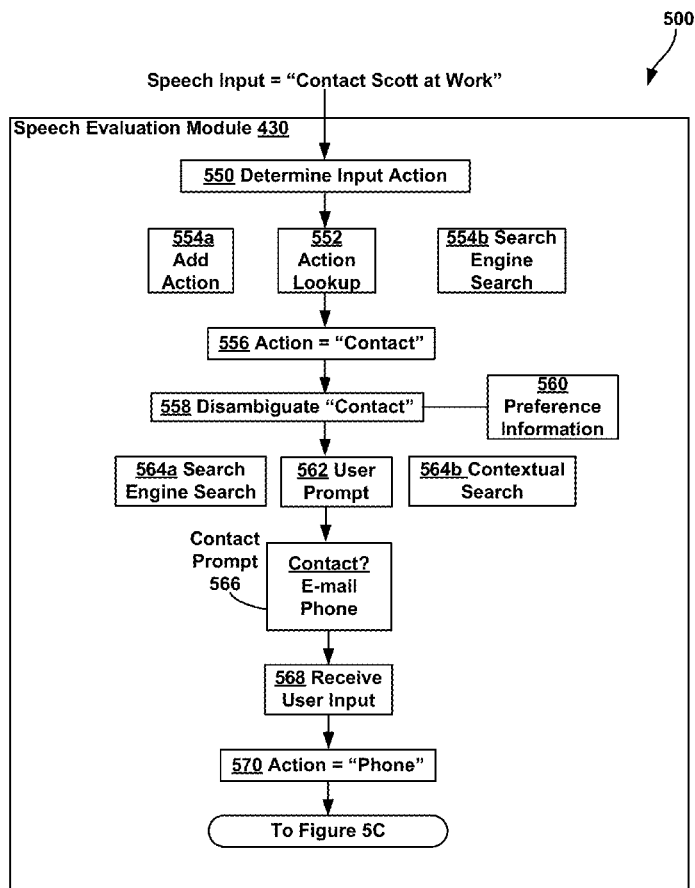 500
Speech Input = “Contact Scott at Work”
Speech Evaluation Module 430
550 Determine Input Action
554a
Add
Action
552
Action
Lookup
554b Search
Engine
Search
556 Action = “Contact”
558 Disambiguate “Contact”
560
Preference
Information
564a Search
Engine Search
562 User
Prompt
564b Contextual
Search
Contact
Prompt
566
Contact?
E-mail
Phone
568 Receive
User Input
570 Action = “Phone”
To Figure 5C